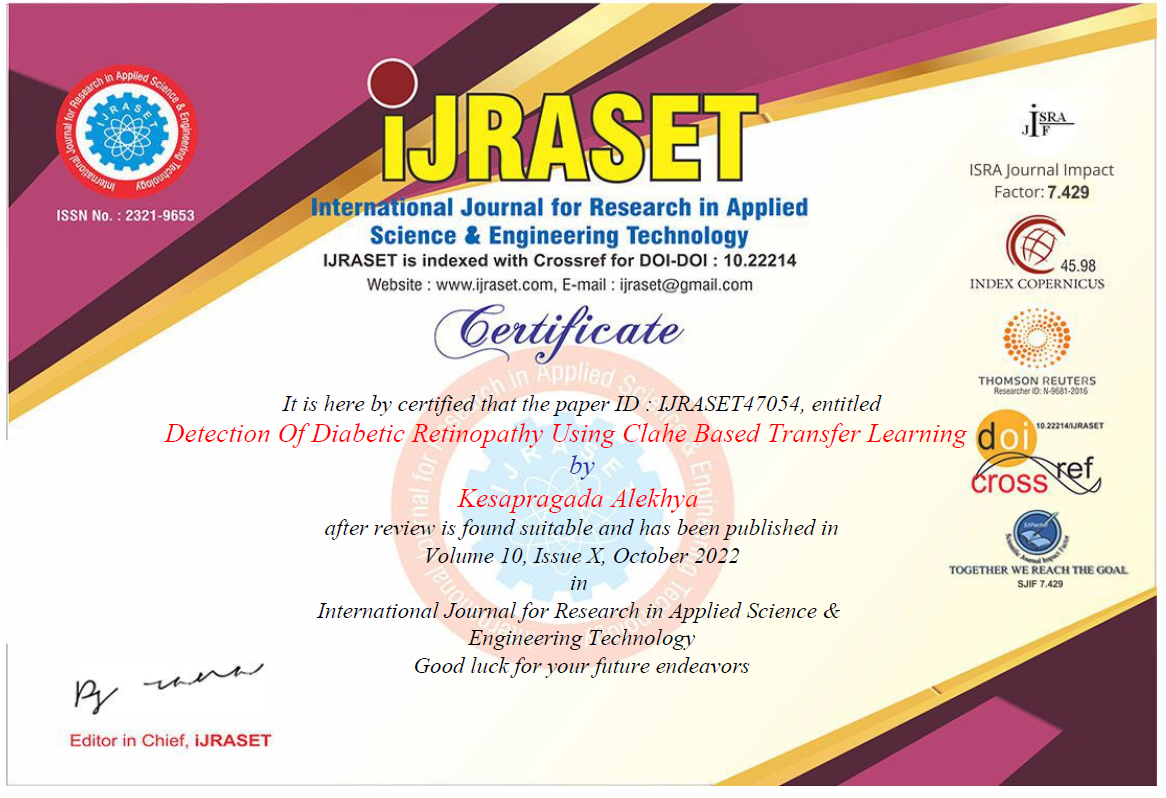 International Journal for Research in Applied Science & Engineering Technology
International
IJRASET
ISSN No. : 2321-9653
iJRASET
International Journal for Research in Applied
Science & Engineering Technology
IJRASET is indexed with Crossref for DOI-DOI : 10.22214
Website : www.ijraset.com, E-mail : ijraset@gmail.com
Certificate
It is here by certified that the paper ID : IJRASET47054, entitled
Detection Of Diabetic Retinopathy Using Clahe Based Transfer Learning
by
Kesapragada Alekhya
after review is found suitable and has been published in
Volume 10, Issue X, October 2022
in
International Journal for Research in Applied Science &
Engineering Technology
Good luck for your future endeavors
Editor in Chief, iJRASET
ISRA
JIF
ISRA Journal Impact
Factor: 7.429
45.98
INDEX COPERNICUS
THOMSON REUTERS
Researcher ID: N-9681-2016
doi
10.22214/IJRASET
cross ref
TOGETHER WE REACH THE GOAL
SJIF 7.429